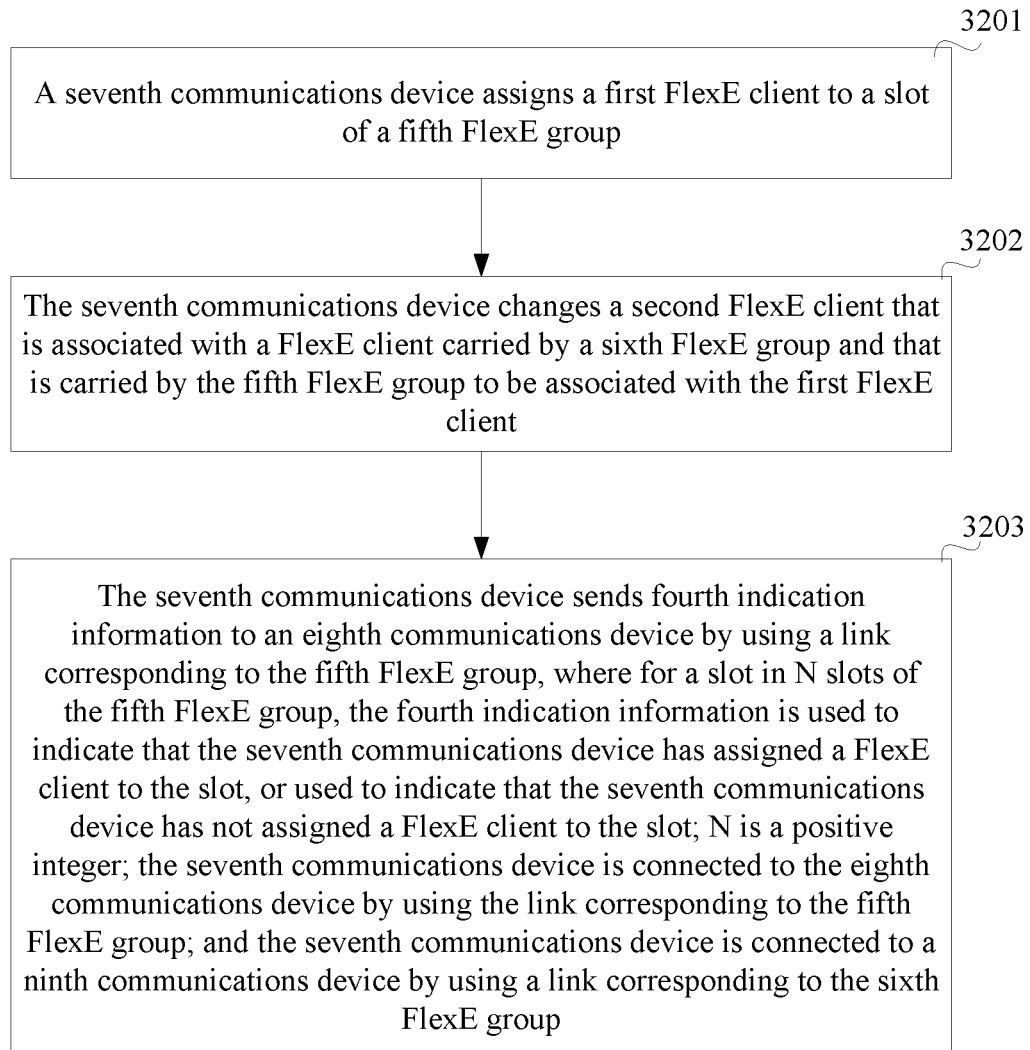 3201
A seventh communications device assigns a first FlexE client to a slot
of a fifth FlexE group
3202
The seventh communications device changes a second FlexE client that
is associated with a FlexE client carried by a sixth FlexE group and that
is carried by the fifth FlexE group to be associated with the first FlexE
client
3203
The seventh communications device sends fourth indication
information to an eighth communications device by using a link
corresponding to the fifth FlexE group, where for a slot in N slots of
the fifth FlexE group, the fourth indication information is used to
indicate that the seventh communications device has assigned a FlexE
client to the slot, or used to indicate that the seventh communications
device has not assigned a FlexE client to the slot; N is a positive
integer; the seventh communications device is connected to the eighth
communications device by using the link corresponding to the fifth
FlexE group; and the seventh communications device is connected to a
ninth communications device by using a link corresponding to the sixth
FlexE group